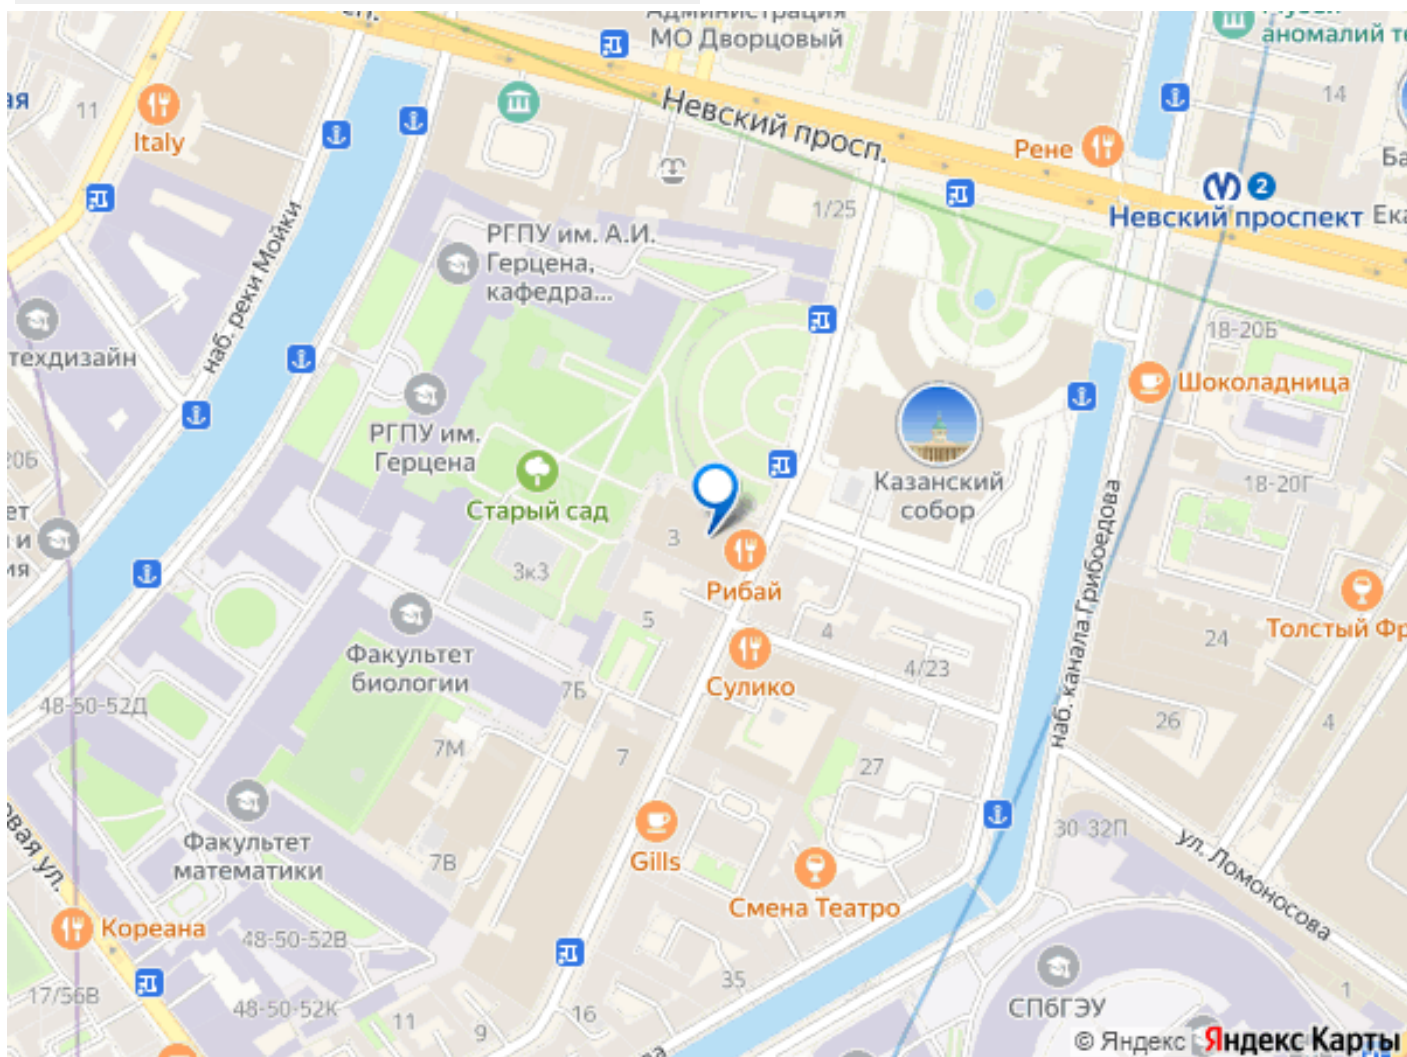 Администрация
МО Дворцовый
аномалий
14
11
Italy
Невский просп.
Рене
2
Невский проспект
1/25
РГПУ им. А.И.
Герцена,
кафедра...
наб. реки Мойки
техдизайн
18-20Б
Шоколадница
РГПУ им.
Герцена
Казанский
собор
18-20Г
Старый сад
3
3к3
Рибай
наб. канала Грибоедова
Толстый
5
4
24
Факультет
биологии
Сулико
4/23
7Б
48-50-52Д
26
4
7М
7
27
Факультет
математики
30-32П
ул. Ломоносова
7В
Gills
Смена Театро
Кореана
48-50-52В
35
17/56В
48-50-52К
11
9
16
СПбГЭУ
1
© Яндекс Яндекс Карты